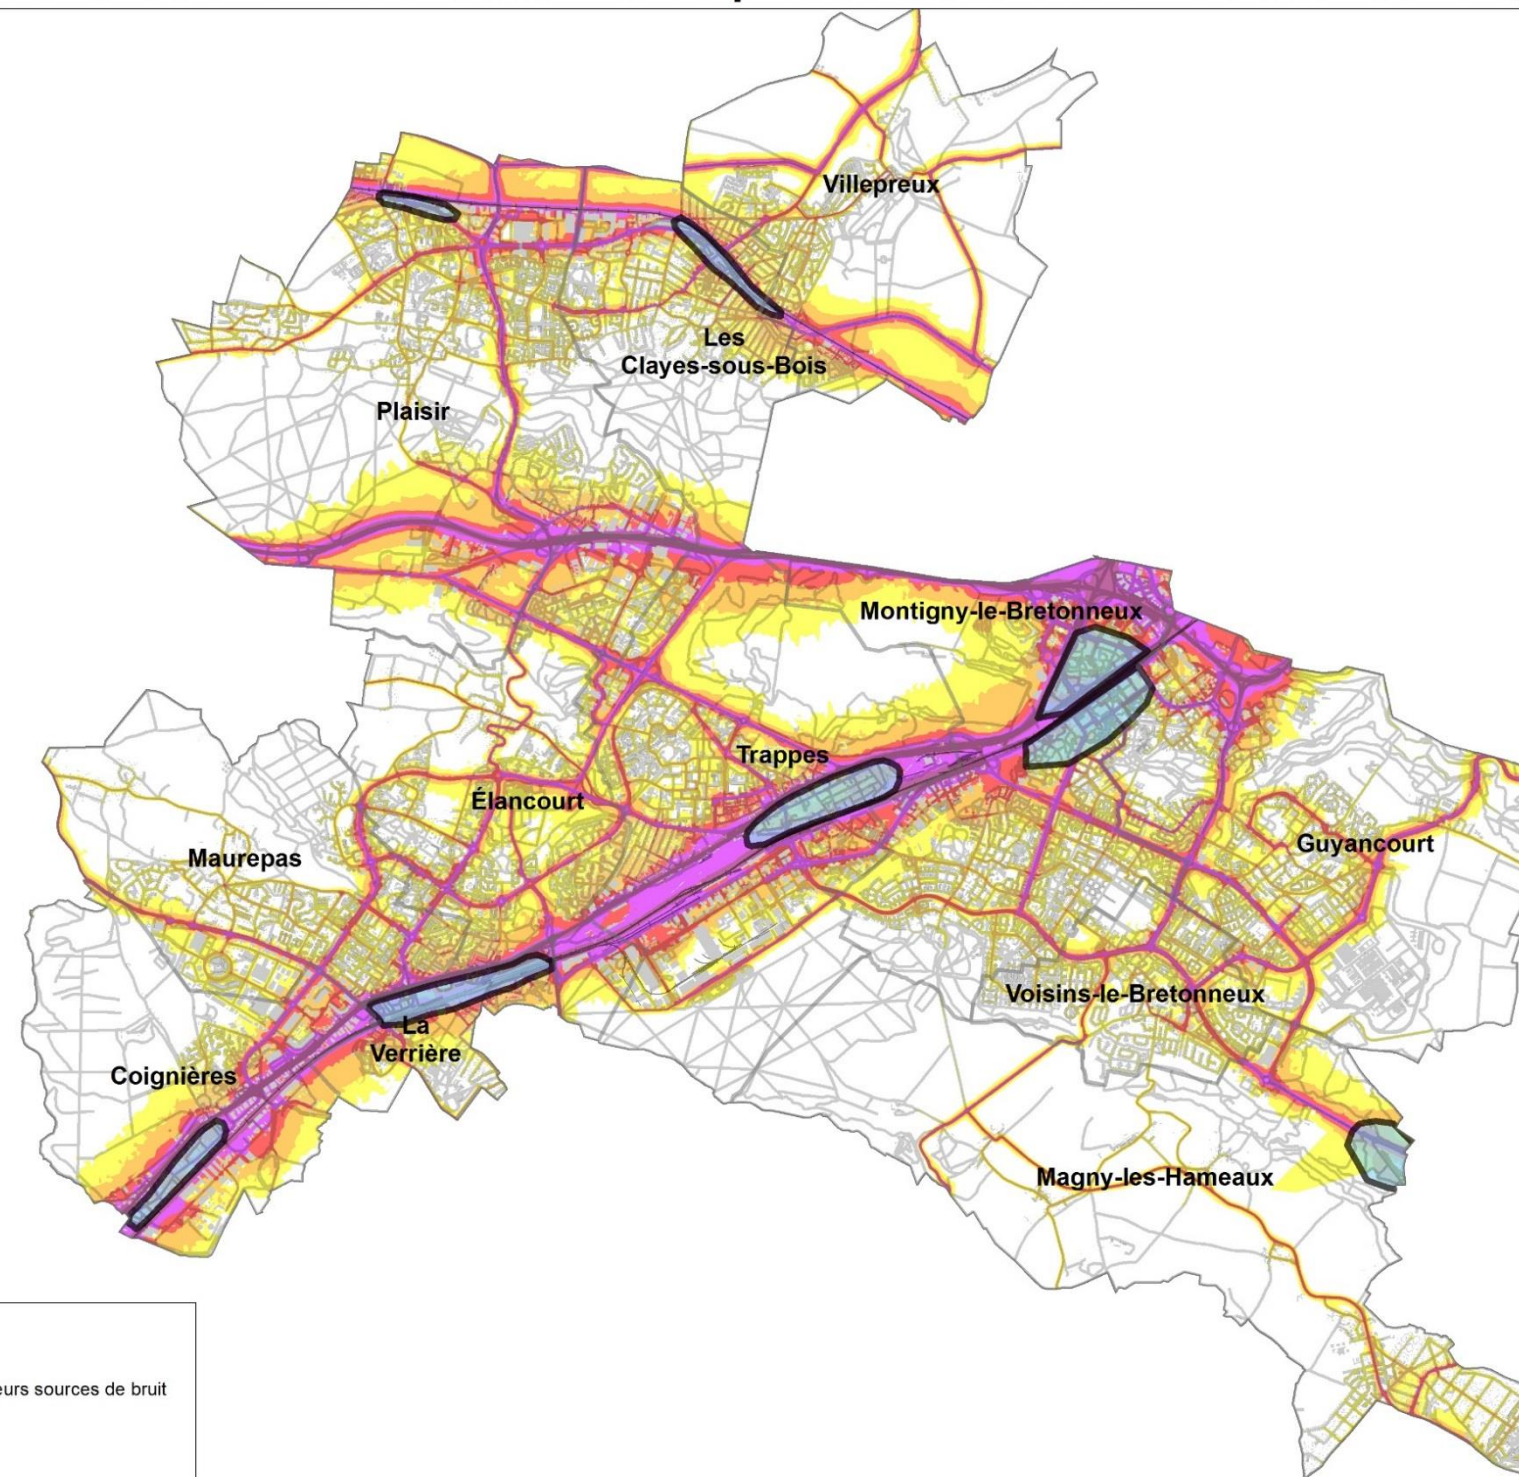 Villepreux
Les
Clayes-sous-Bois
Plaisir
Montigny-le-Bretonneux
Trappes
Élancourt
Guyancourt
Maurepas
Voisins-le-Bretonneux
La
Verrière
Coignières
Magny-les-Hameaux
eurs sources de bruit